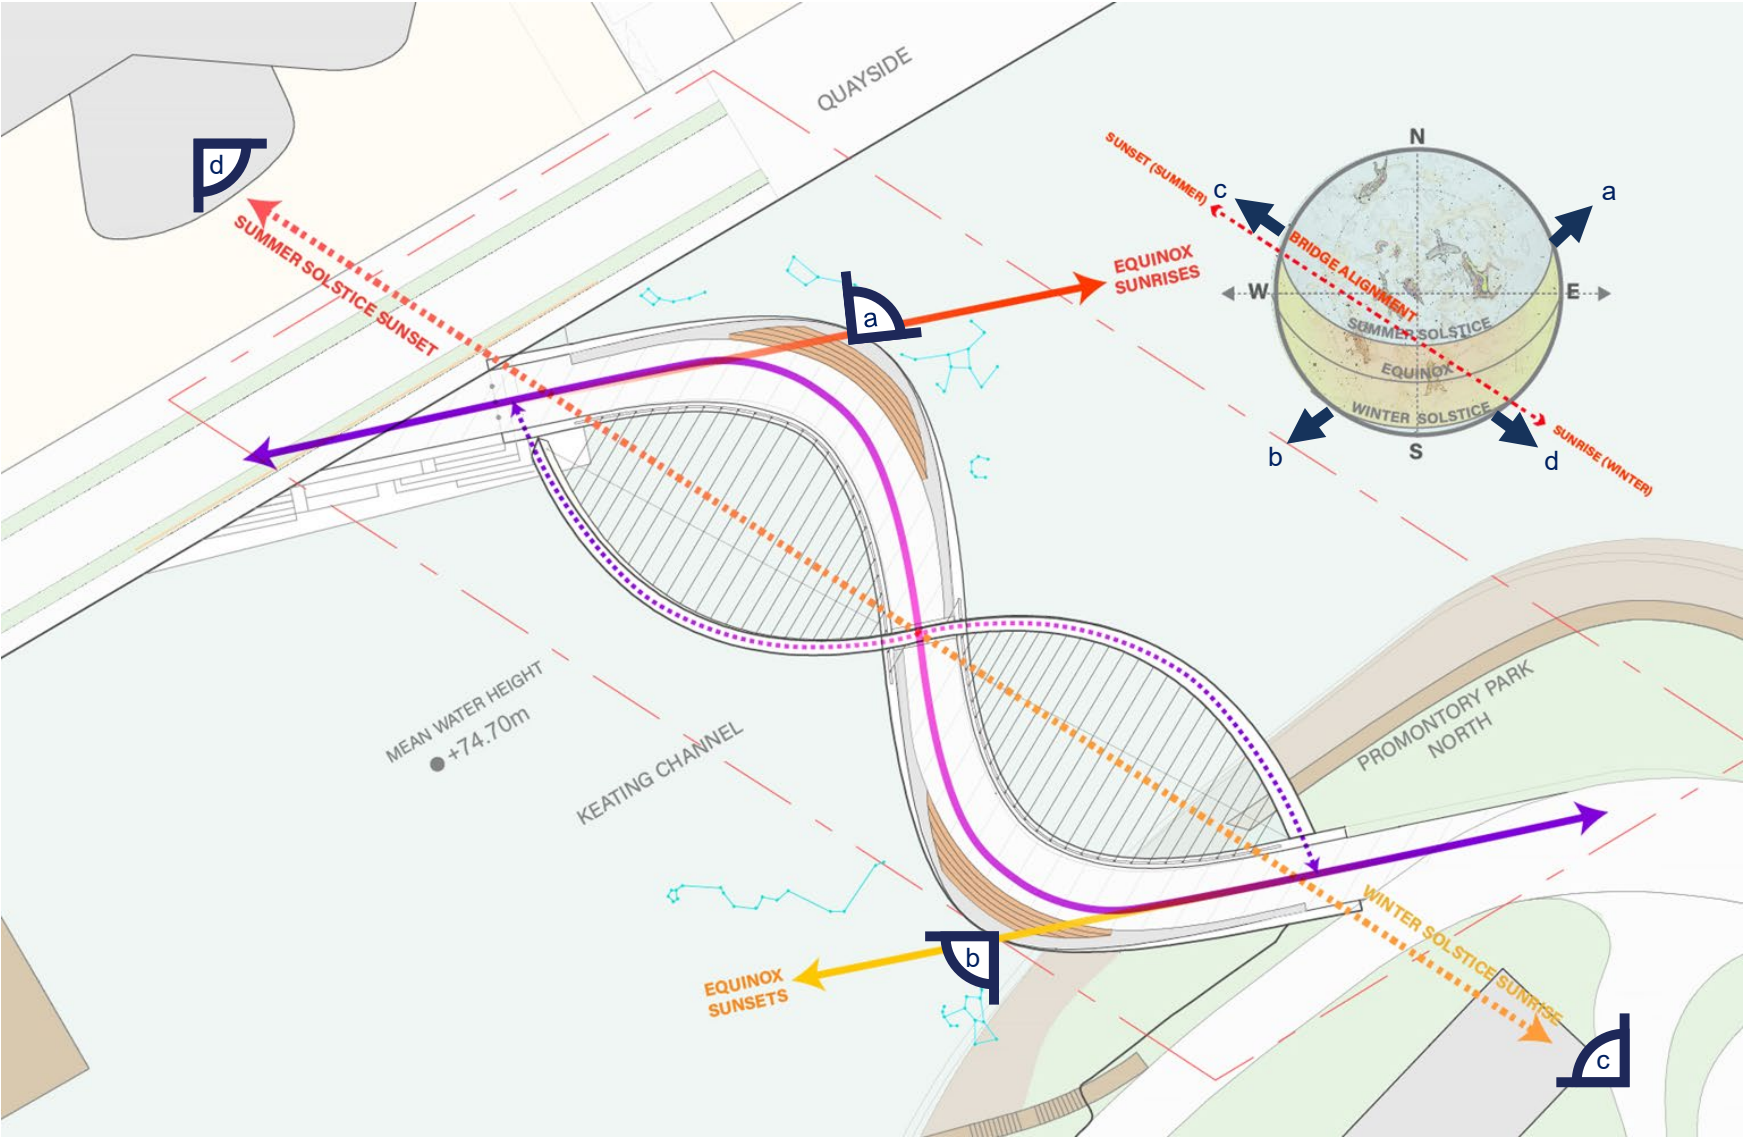 QUAYSIDE
d
SUMMER SOLSTICE SUNSET
EQUINOX
SUNRISES
a
SUNSET (SUMMER)
N
c
a
BRIDGE ALIGNMENT
W
E
SUMMER SOLSTICE
EQUINOX
WINTER SOLSTICE
b
S
d
SUNRISE (WINTER)
MEAN WATER HEIGHT
+74.70m
KEATING CHANNEL
PROMONTORY PARK
NORTH
WINTER SOLSTICE SUNRISE
EQUINOX
SUNSETS
b
c